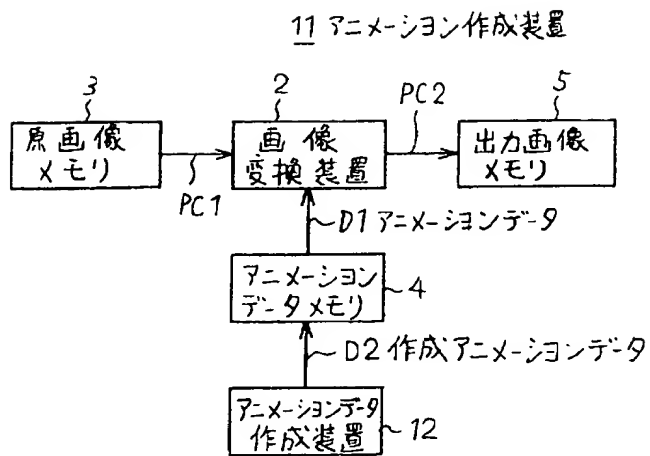 11 アニメーション作成装置
3
2
PC2
5
原画像
メモリ
画像
変換装置
出力画像
メモリ
PC1
D1 アニメーションデータ
アニメーション
データメモリ
4
D2 作成アニメーションデータ
アニメーションデータ
作成装置
12